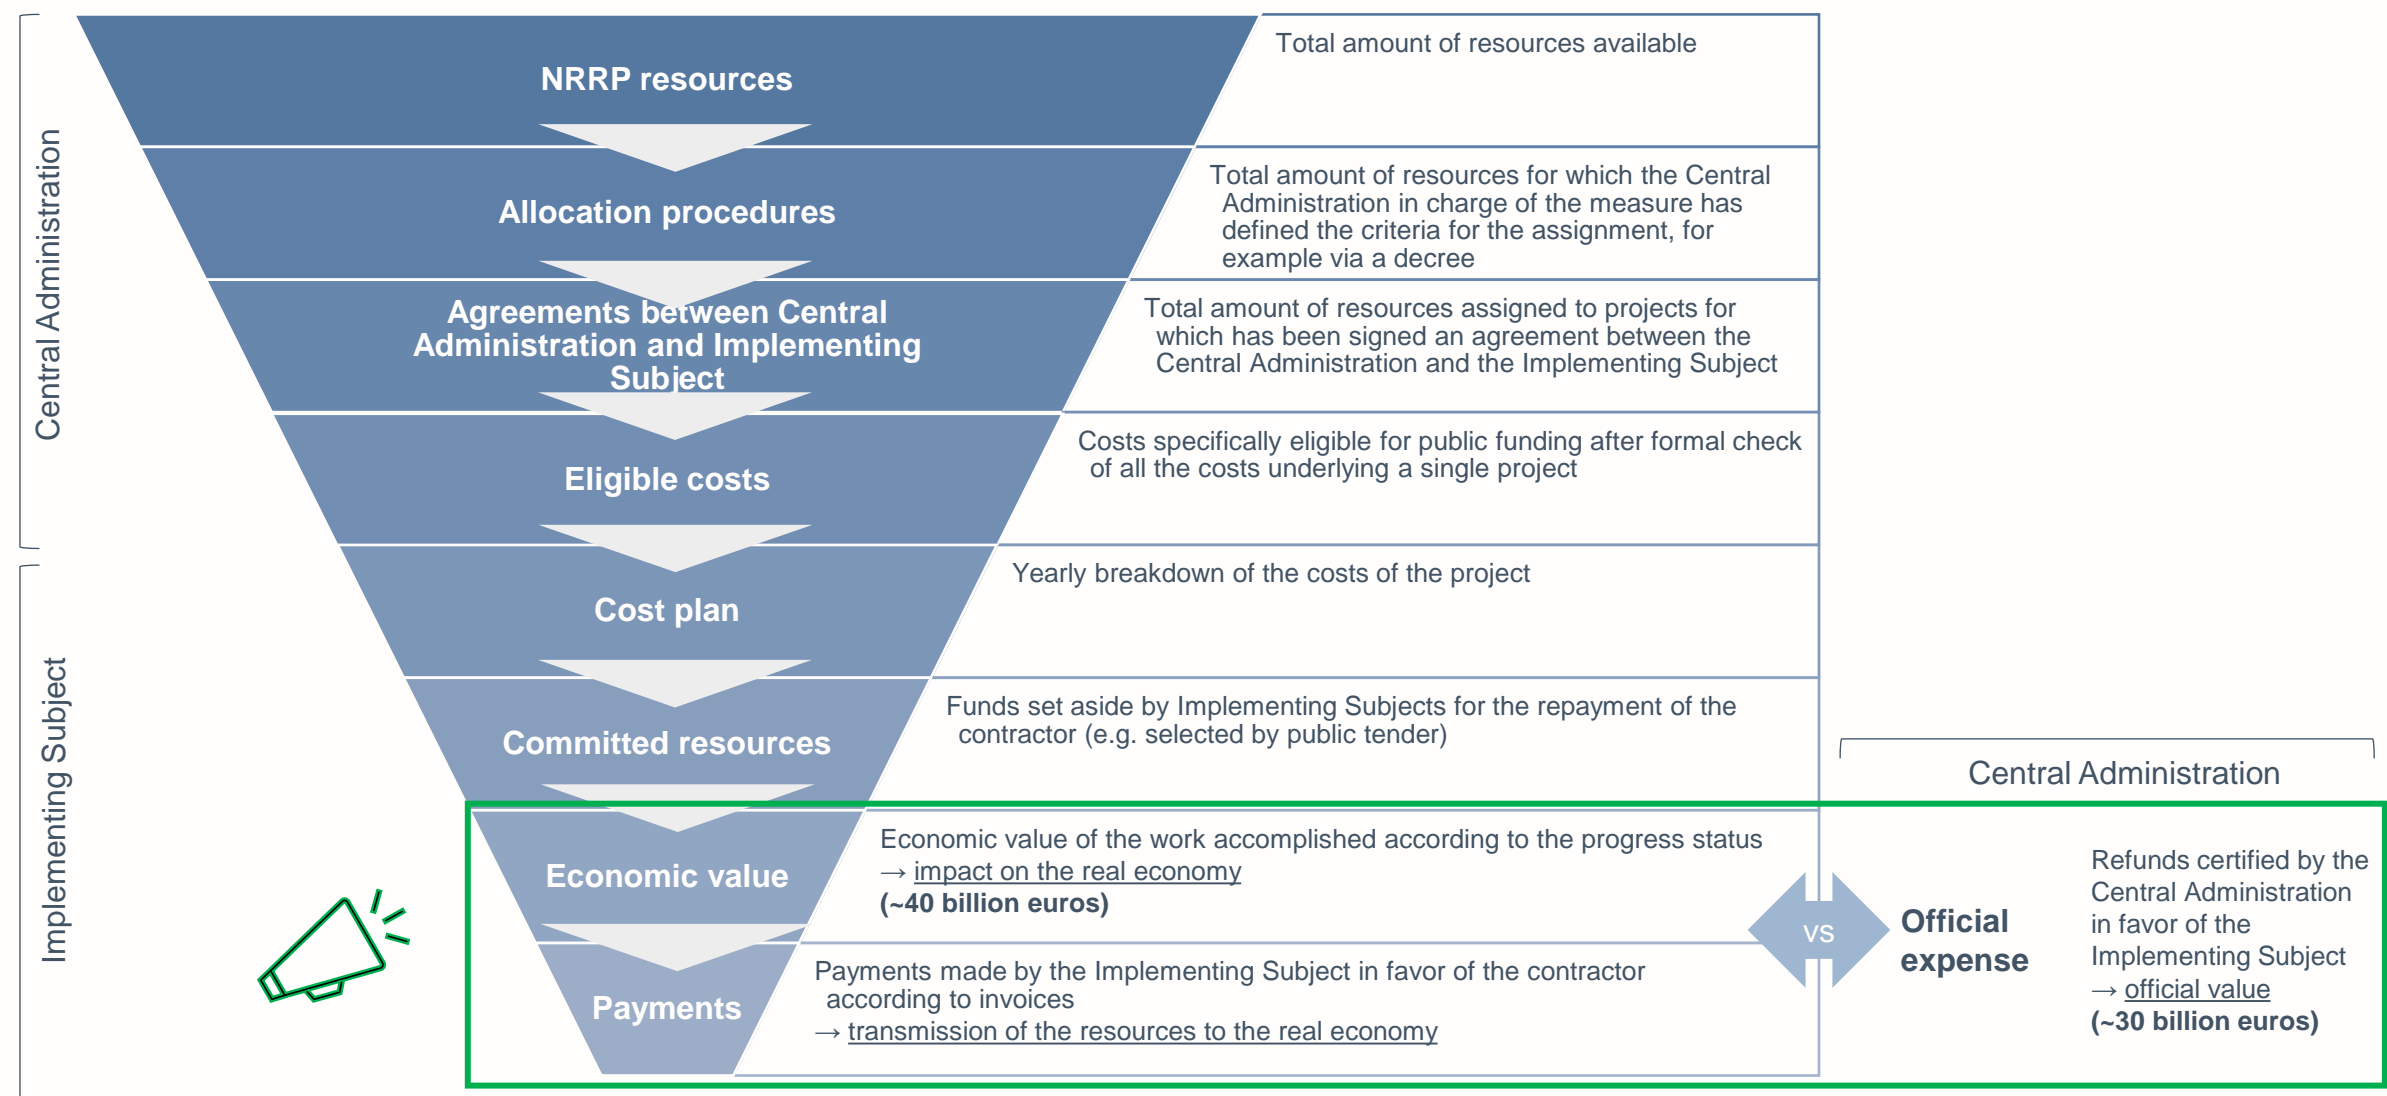 Central Administration
NRRP resources
Total amount of resources available
Allocation procedures
Total amount of resources for which the Central
Administration in charge of the measure has
defined the criteria for the assignment, for
example via a decree
Agreements between Central
Administration and Implementing
Subject
Total amount of resources assigned to projects for
which has been signed an agreement between the
Central Administration and the Implementing Subject
Eligible costs
Costs specifically eligible for public funding after formal check
of all the costs underlying a single project
Implementing Subject
Cost plan
Yearly breakdown of the costs of the project
Committed resources
Funds set aside by Implementing Subjects for the repayment of the
contractor (e.g. selected by public tender)
Economic value
Economic value of the work accomplished according to the progress status
→ impact on the real economy
(~40 billion euros)
Payments
Payments made by the Implementing Subject in favor of the contractor
according to invoices
→ transmission of the resources to the real economy
vs
Central Administration
Official
expense
Refunds certified by the
Central Administration
in favor of the
Implementing Subject
→ official value
(~30 billion euros)